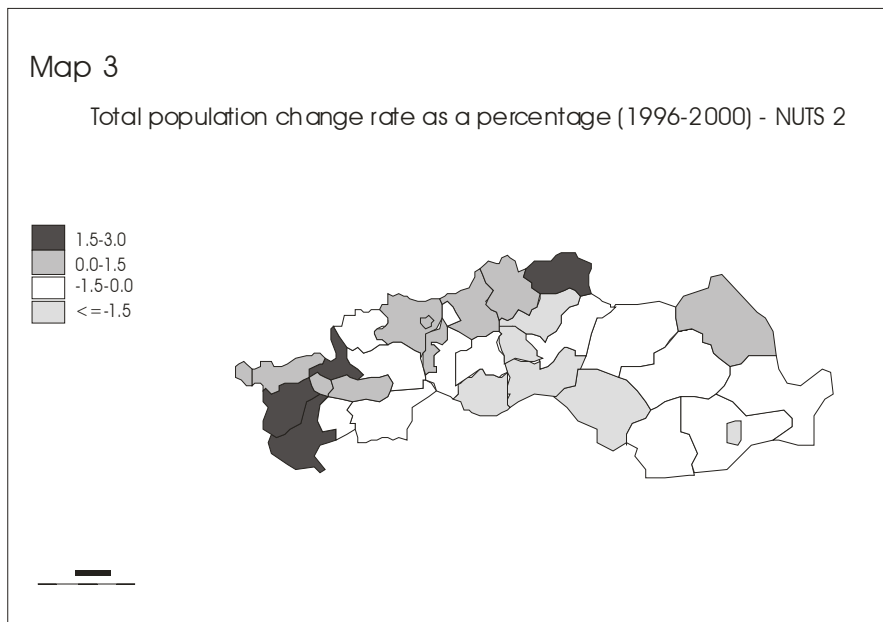 Map 3
Total population change rate as a percentage (1996-2000) - NUTS 2
1.5-3.0
0.0-1.5
-1.5-0.0
<=-1.5